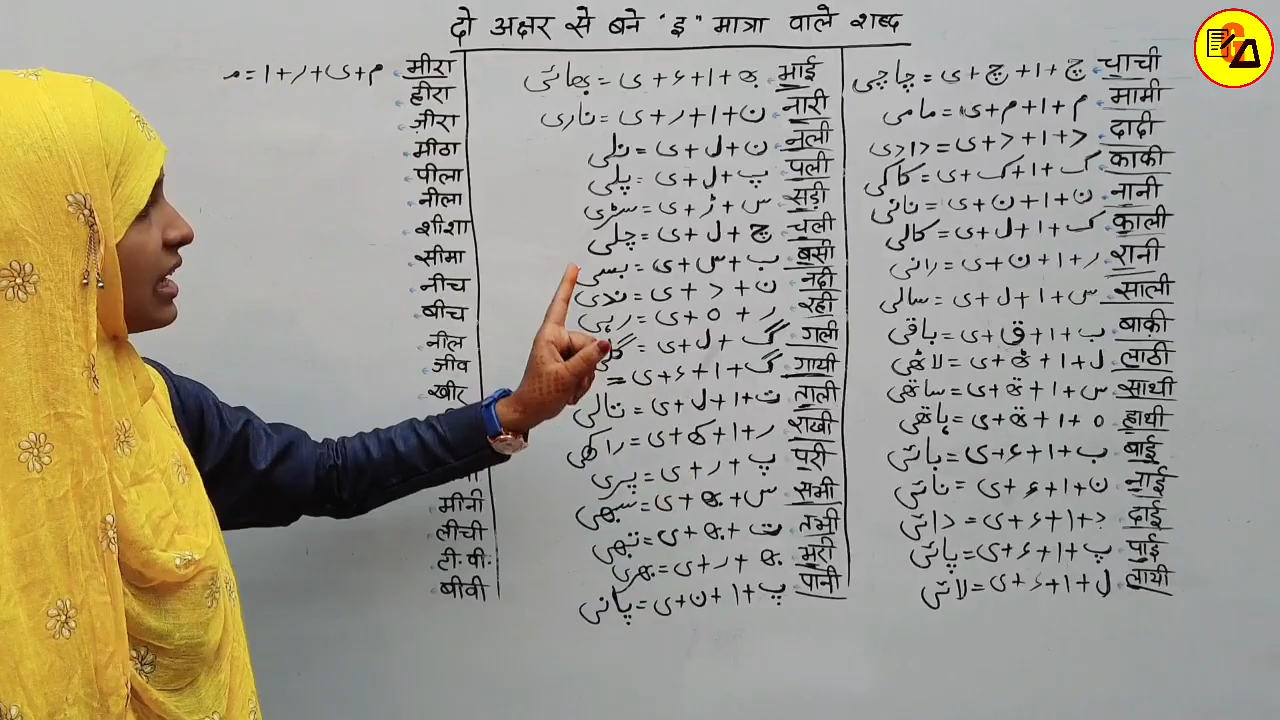 दो अक्षर से बने "इ" मात्रा वाले शब्द
चाची چ+ا+چ+ی=چاچی
मामी م+ا+م+ی=مامی
दादी د+ا+د+ی=دادی
काकी ک+ا+ک+ی=کاکی
नानी ن+ا+ن+ی=نانی
काली ک+ا+ل+ی=کالی
रानी ر+ا+ن+ی=رانی
साली س+ا+ل+ی=سالی
बाकी ب+ا+ق+ی=باقی
लाठी ل+ا+ٹھ+ی=لاٹھی
साथी س+ا+تھ+ی=ساتھی
हाथी ہ+ا+تھ+ی=ہاتھی
बाई ب+ا+ء+ی=بائی
नाई ن+ا+ء+ی=نائی
दाई د+ا+ء+ی=دائی
पाई پ+ا+ء+ی=پائی
लायी ل+ا+ء+ی=لائی
भाई بھ+ا+ء+ی=بھائی
नारी ن+ا+ر+ی=ناری
नली ن+ل+ی=نلی
पली پ+ل+ی=پلی
सड़ी س+ڑ+ی=سڑی
चली چ+ل+ی=چلی
बसी ب+س+ی=بسی
नदी ن+د+ی=ندی
रही ر+ہ+ی=رہی
गली گ+ل+ی=
गायी گ+ا+ء+ی=
ताली ت+ا+ل+ی=تالی
राखी ر+ا+کھ+ی=راکھی
परी پ+ر+ی=پری
सभी س+بھ+ی=سبھی
तभी ت+بھ+ی=تبھی
भरी بھ+ر+ی=بھری
पानी پ+ا+ن+ی=پانی
मीरा م+ی+ر+ا=م
हीरा
ज़ीरा
मीठा
पीला
नीला
शीशा
सीमा
नीच
बीच
नील
जीव
खीर
मीनी
लीची
टी.वी.
बीवी